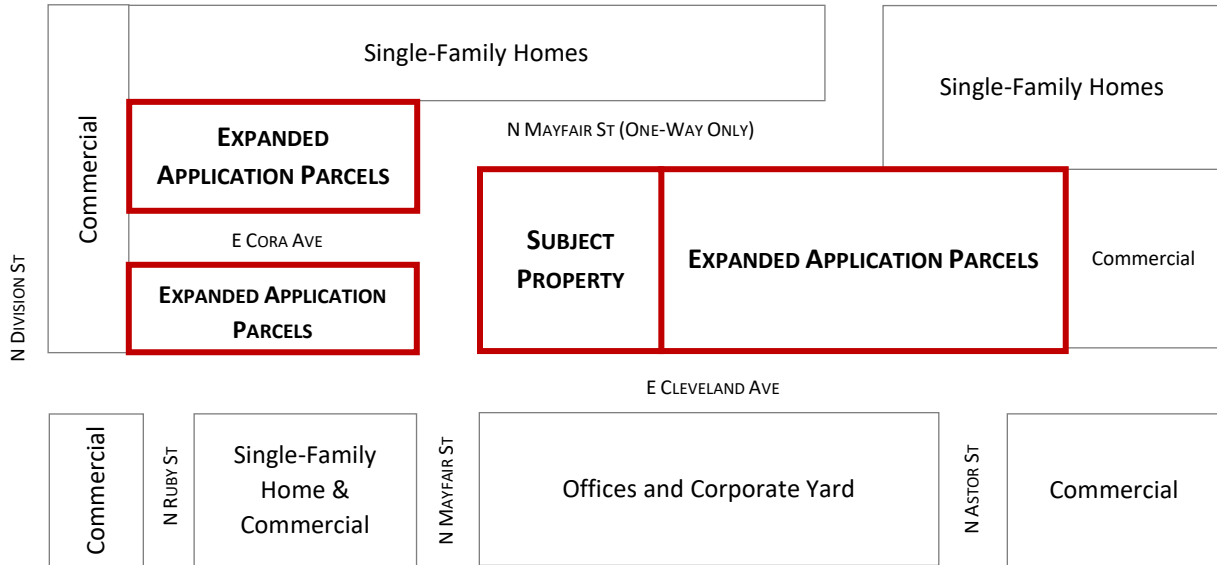 Single-Family Homes
Single-Family Homes
Commercial
EXPANDED
APPLICATION PARCELS
N MAYFAIR ST (ONE-WAY ONLY)
E CORA AVE
SUBJECT
PROPERTY
EXPANDED APPLICATION PARCELS
Commercial
EXPANDED APPLICATION
PARCELS
N DIVISION ST
E CLEVELAND AVE
Commercial
N RUBY ST
Single-Family
Home &
Commercial
N MAYFAIR ST
Offices and Corporate Yard
N ASTOR ST
Commercial